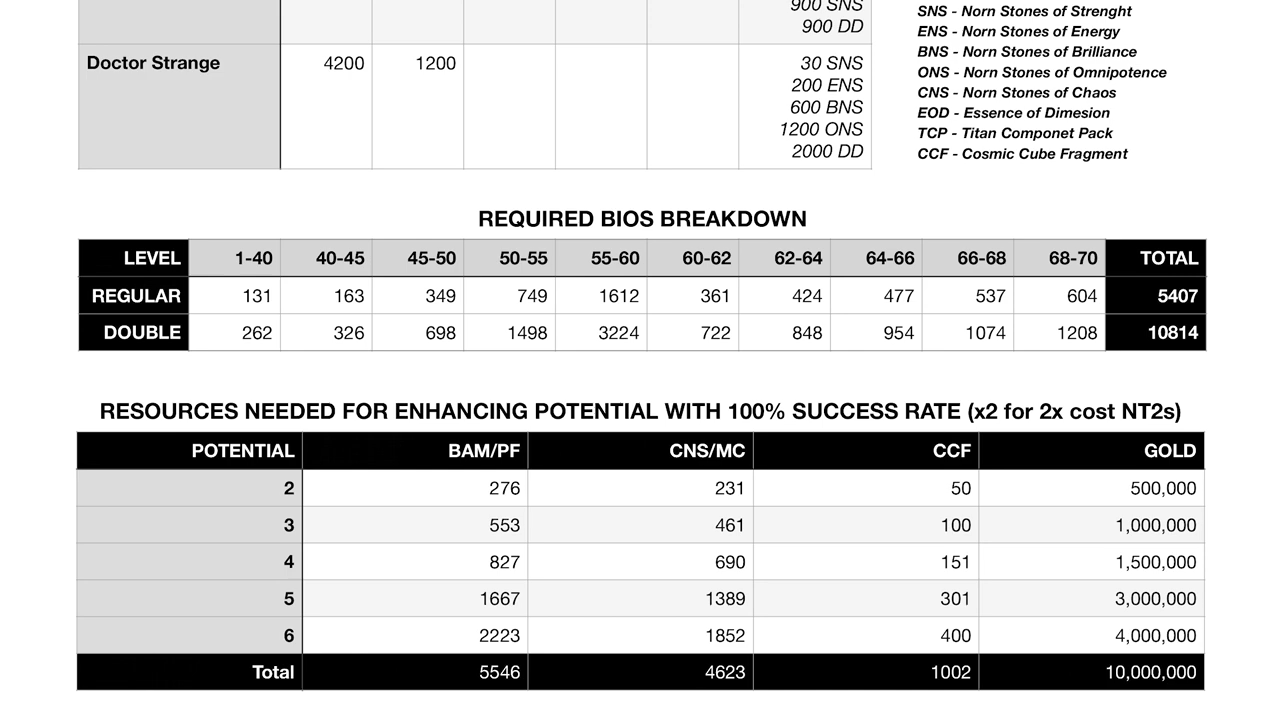 900 SNS
900 DD
Doctor Strange 4200 1200 30 SNS
200 ENS
600 BNS
1200 ONS
2000 DD
SNS - Norn Stones of Strenght
ENS - Norn Stones of Energy
BNS - Norn Stones of Brilliance
ONS - Norn Stones of Omnipotence
CNS - Norn Stones of Chaos
EOD - Essence of Dimesion
TCP - Titan Componet Pack
CCF - Cosmic Cube Fragment
REQUIRED BIOS BREAKDOWN
LEVEL 1-40 40-45 45-50 50-55 55-60 60-62 62-64 64-66 66-68 68-70 TOTAL
REGULAR 131 163 349 749 1612 361 424 477 537 604 5407
DOUBLE 262 326 698 1498 3224 722 848 954 1074 1208 10814
RESOURCES NEEDED FOR ENHANCING POTENTIAL WITH 100% SUCCESS RATE (x2 for 2x cost NT2s)
POTENTIAL BAM/PF CNS/MC CCF GOLD
2 276 231 50 500,000
3 553 461 100 1,000,000
4 827 690 151 1,500,000
5 1667 1389 301 3,000,000
6 2223 1852 400 4,000,000
Total 5546 4623 1002 10,000,000